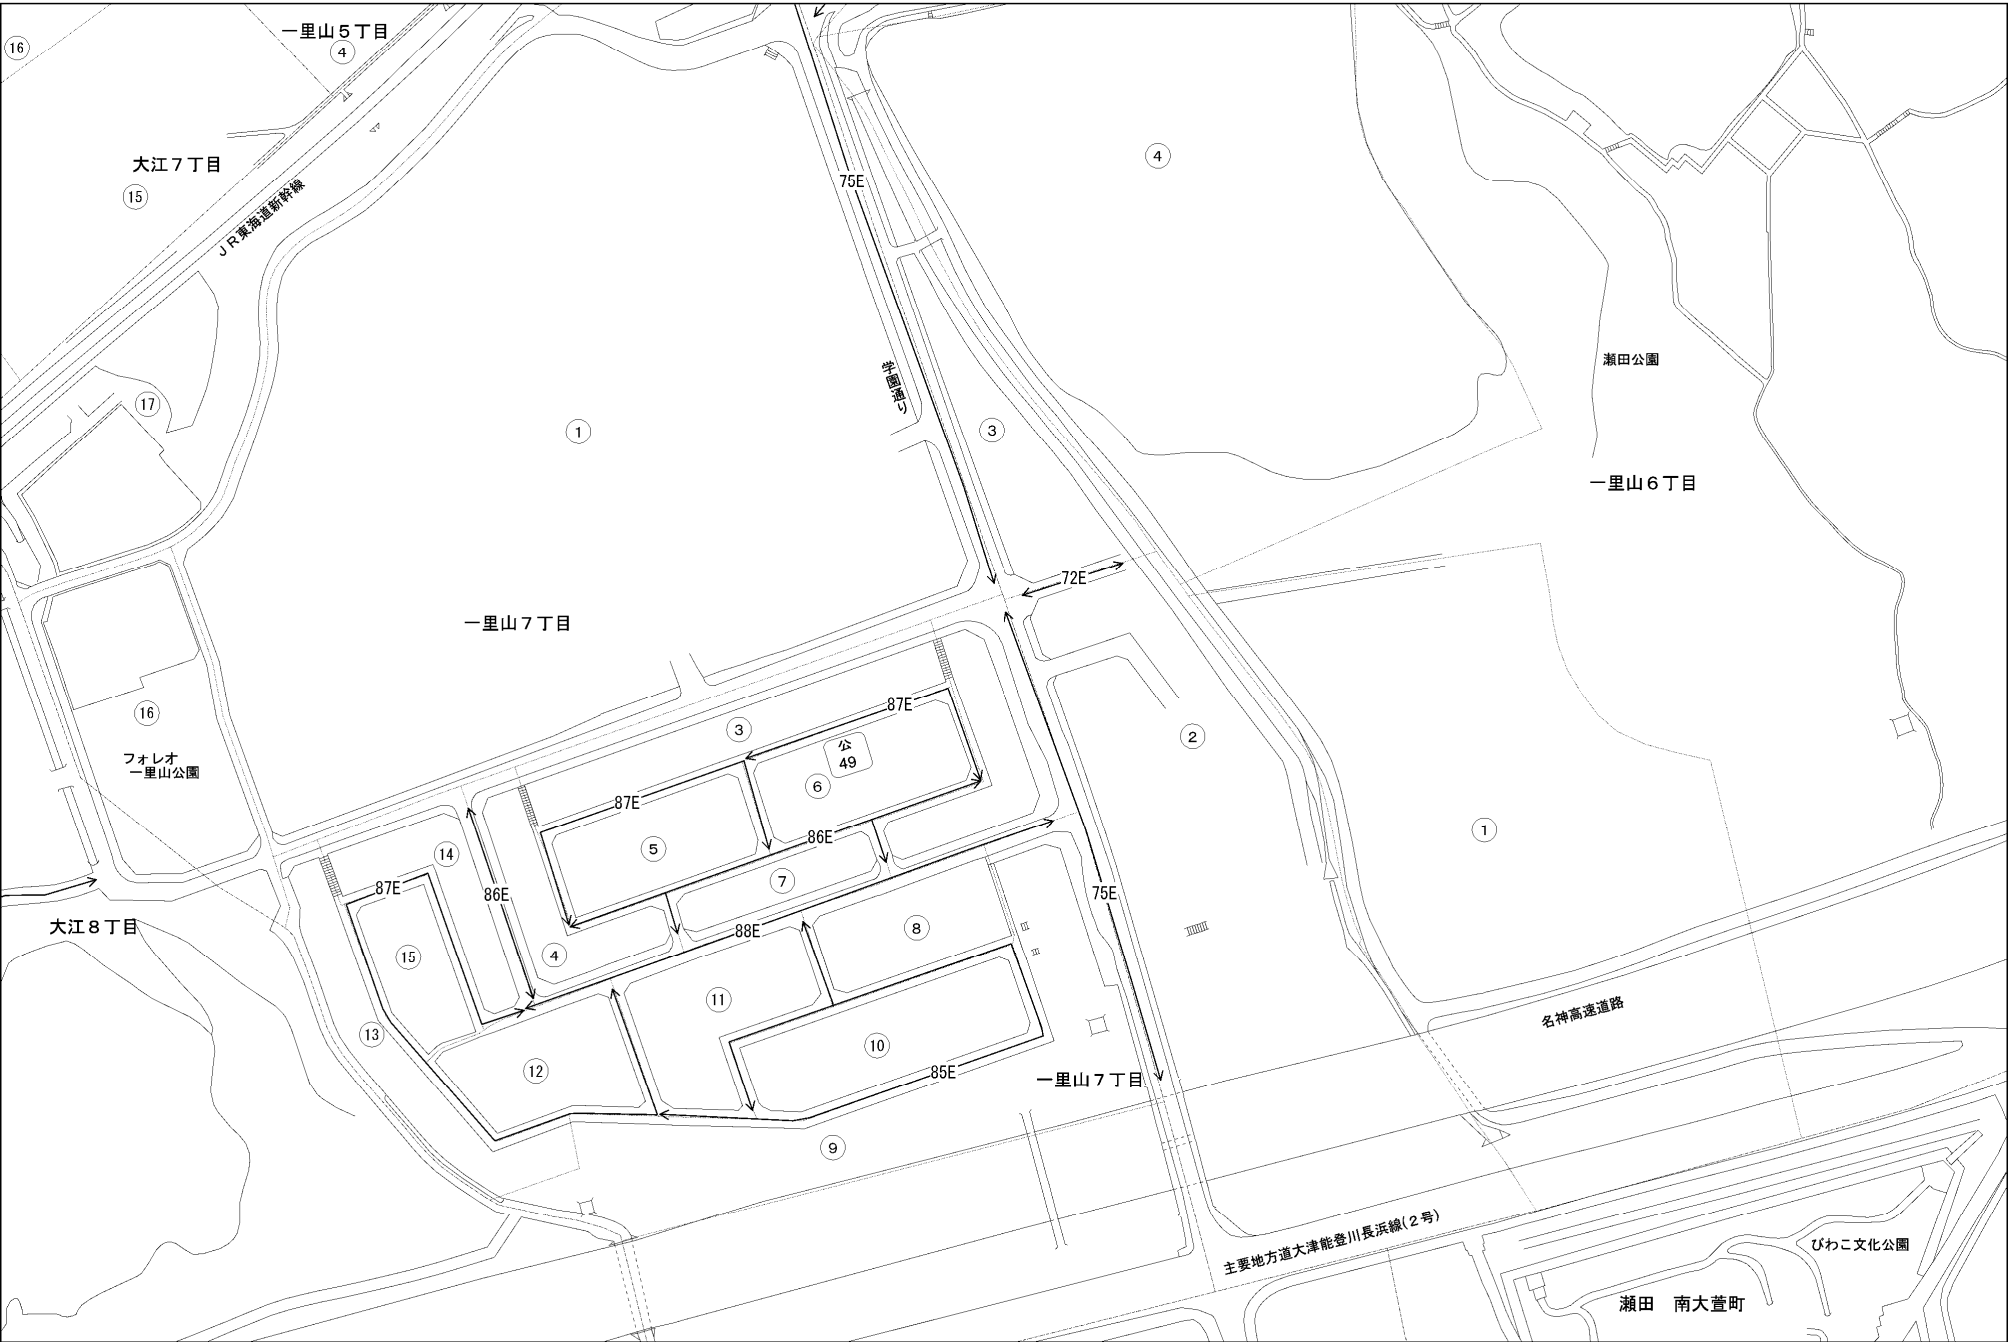 一里山５丁目
16
4
大江７丁目
15
ＪＲ東海道新幹線
75E
4
瀬田公園
学園通り
17
1
3
一里山６丁目
72E
一里山７丁目
87E
16
3
2
公
49
フォレオ
一里山公園
6
87E
1
86E
5
14
7
87E
86E
75E
大江８丁目
8
88E
4
15
11
名神高速道路
13
10
12
85E
一里山７丁目
9
主要地方道大津能登川長浜線(２号)
びわこ文化公園
瀬田　南大萱町